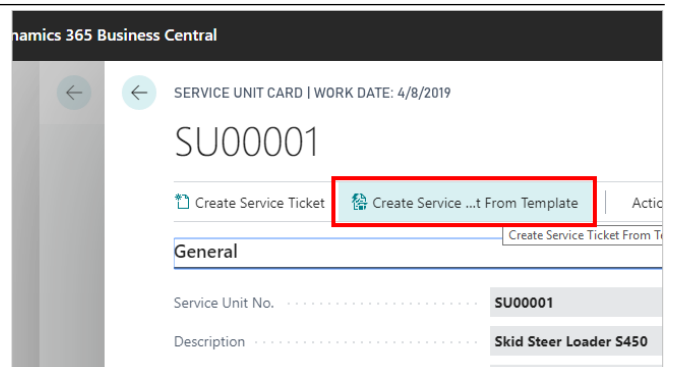 namics 365 Business Central
SERVICE UNIT CARD | WORK DATE: 4/8/2019
SU00001
Create Service Ticket Create Service ...t From Template Actio
Create Service Ticket From Te
General
Service Unit No. SU00001
Description Skid Steer Loader S450